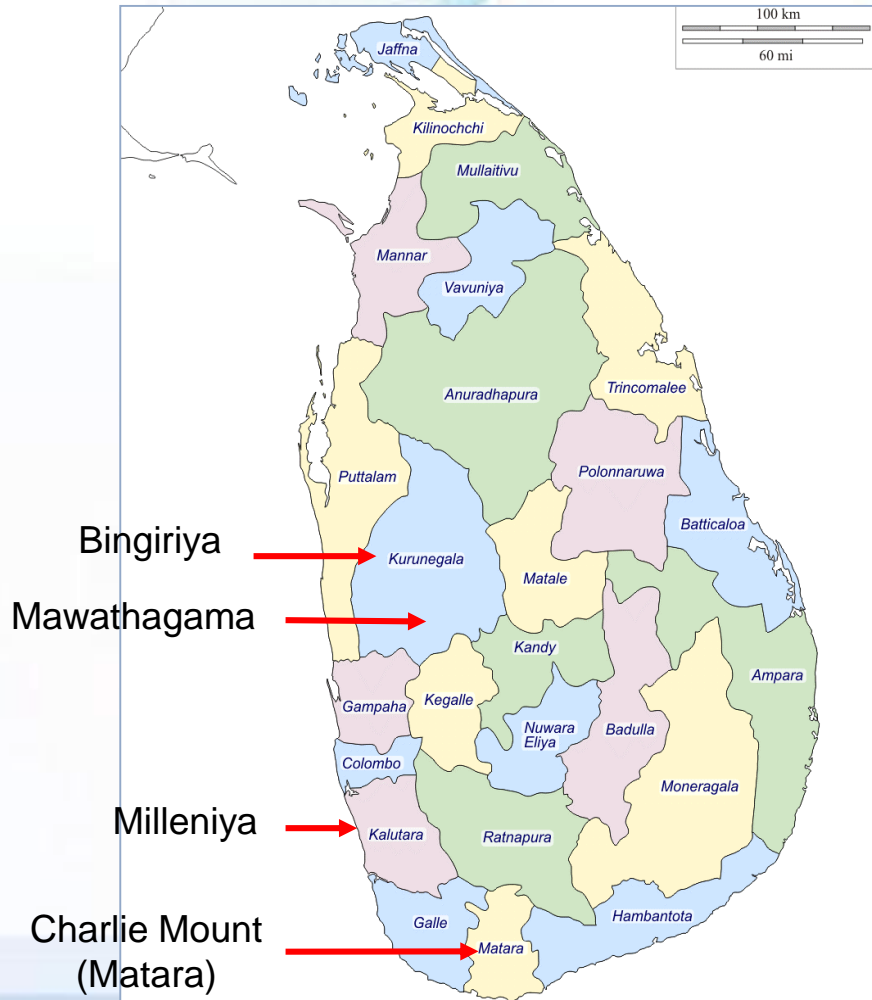 100 km
60 mi
Jaffna
Kilinochchi
Mullaitivu
Mannar
Vavuniya
Anuradhapura
Trincomalee
Polonnaruwa
Puttalam
Batticaloa
Bingiriya
Kurunegala
Matale
Mawathagama
Kandy
Ampara
Gampaha
Kegalle
Nuwara
Eliya
Badulla
Colombo
Moneragala
Milleniya
Kalutara
Ratnapura
Galle
Hambantota
Charlie Mount
(Matara)
Matara